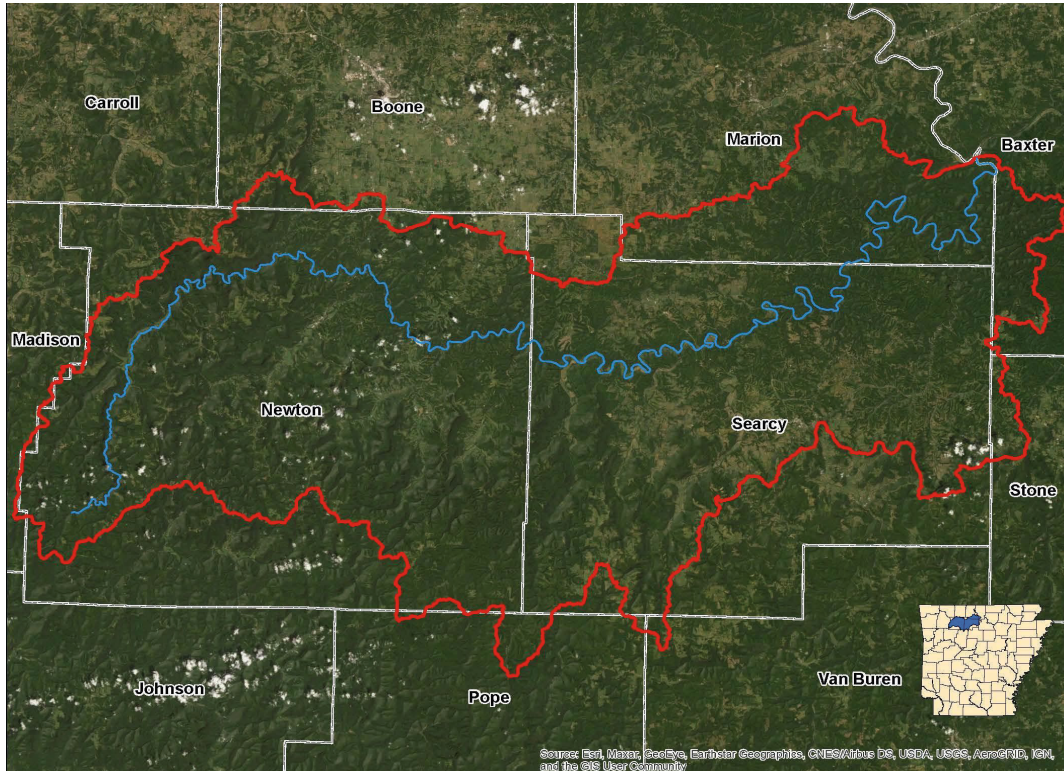 Carroll
Boone
Marion
Baxter
Madison
Newton
Searcy
Stone
Johnson
Pope
Van Buren
Source: Esri, Maxar, GeoEye, Earthstar Geographics, CNES/Airbus DS, USDA, USGS, AeroGRID, IGN,
and the GIS User Community